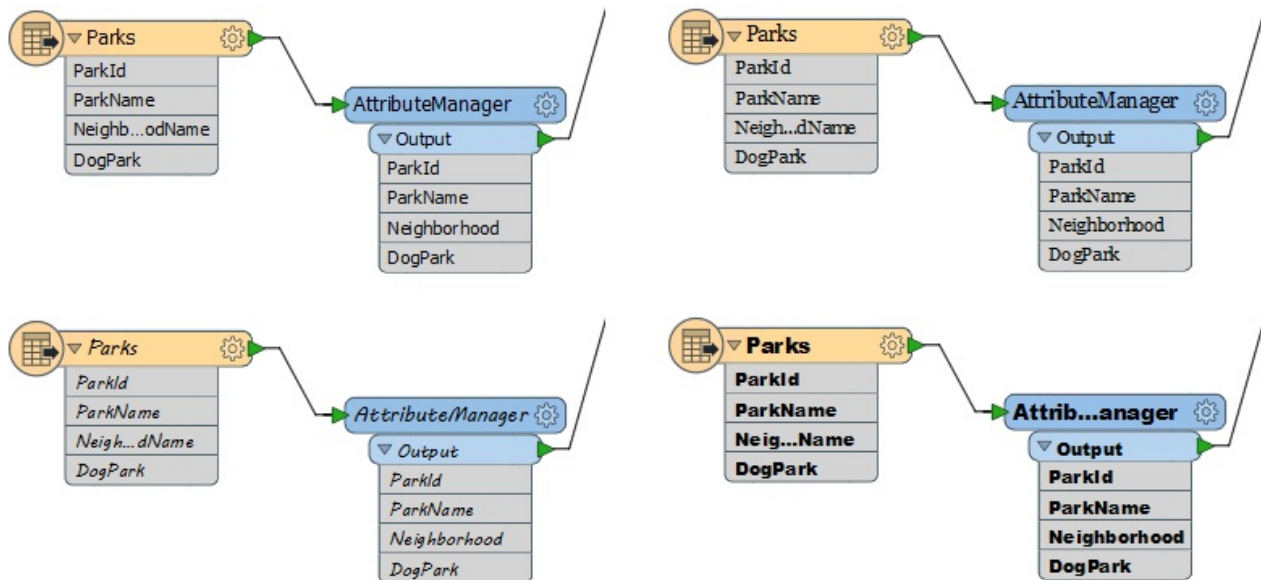 Parks
ParkId
ParkName
Neighb...odName
DogPark
AttributeManager
Output
ParkId
ParkName
Neighborhood
DogPark
Parks
ParkId
ParkName
Neigh...dName
DogPark
AttributeManager
Output
ParkId
ParkName
Neighborhood
DogPark
Parks
ParkId
ParkName
Neigh...dName
DogPark
AttributeManager
Output
ParkId
ParkName
Neighborhood
DogPark
Parks
ParkId
ParkName
Neig...Name
DogPark
Attrib...anager
Output
ParkId
ParkName
Neighborhood
DogPark